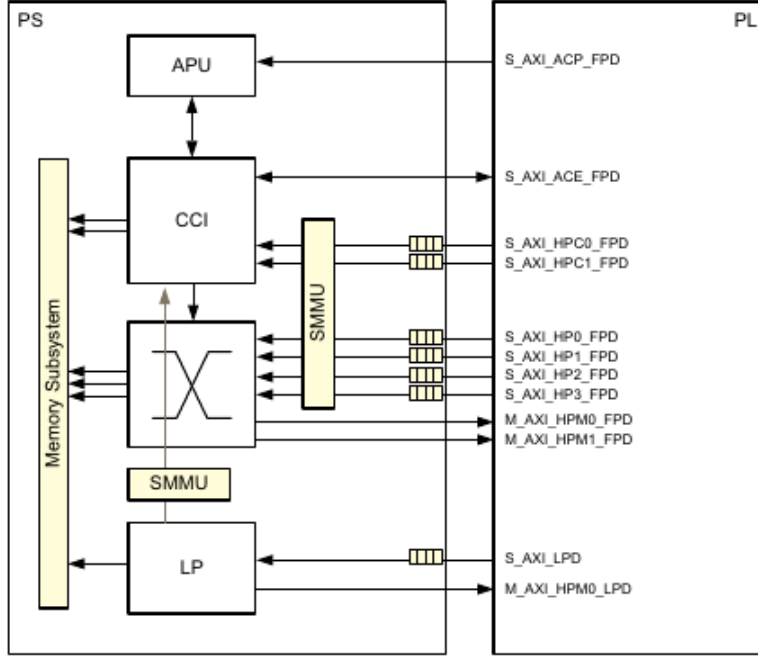 PS
PL
APU
S_AXI_ACP_FPD
CCI
S_AXI_ACE_FPD
S_AXI_HPC0_FPD
S_AXI_HPC1_FPD
SMMU
Memory Subsystem
S_AXI_HP0_FPD
S_AXI_HP1_FPD
S_AXI_HP2_FPD
S_AXI_HP3_FPD
M_AXI_HPM0_FPD
M_AXI_HPM1_FPD
SMMU
LP
S_AXI_LPD
M_AXI_HPM0_LPD